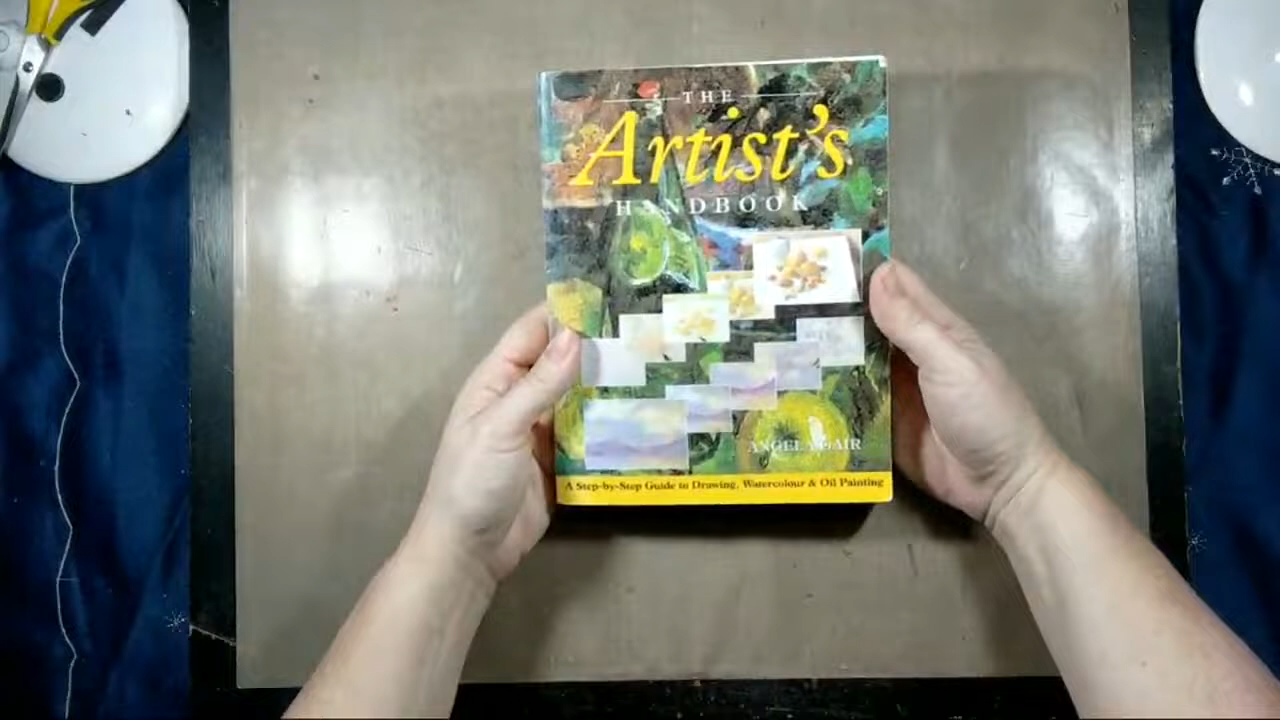 THE
Artist's
HANDBOOK
ANGELA GAIR
A Step-by-Step Guide to Drawing, Watercolour & Oil Painting